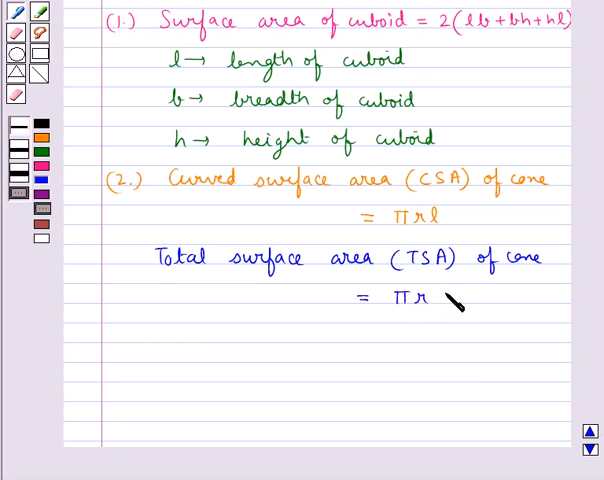 (1.) Surface area of cuboid = 2(lb+bh+hl)
l → length of cuboid
b → breadth of cuboid
h → height of cuboid
(2.) Curved surface area (CSA) of cone
= πrl
Total surface area (TSA) of cone
= πr